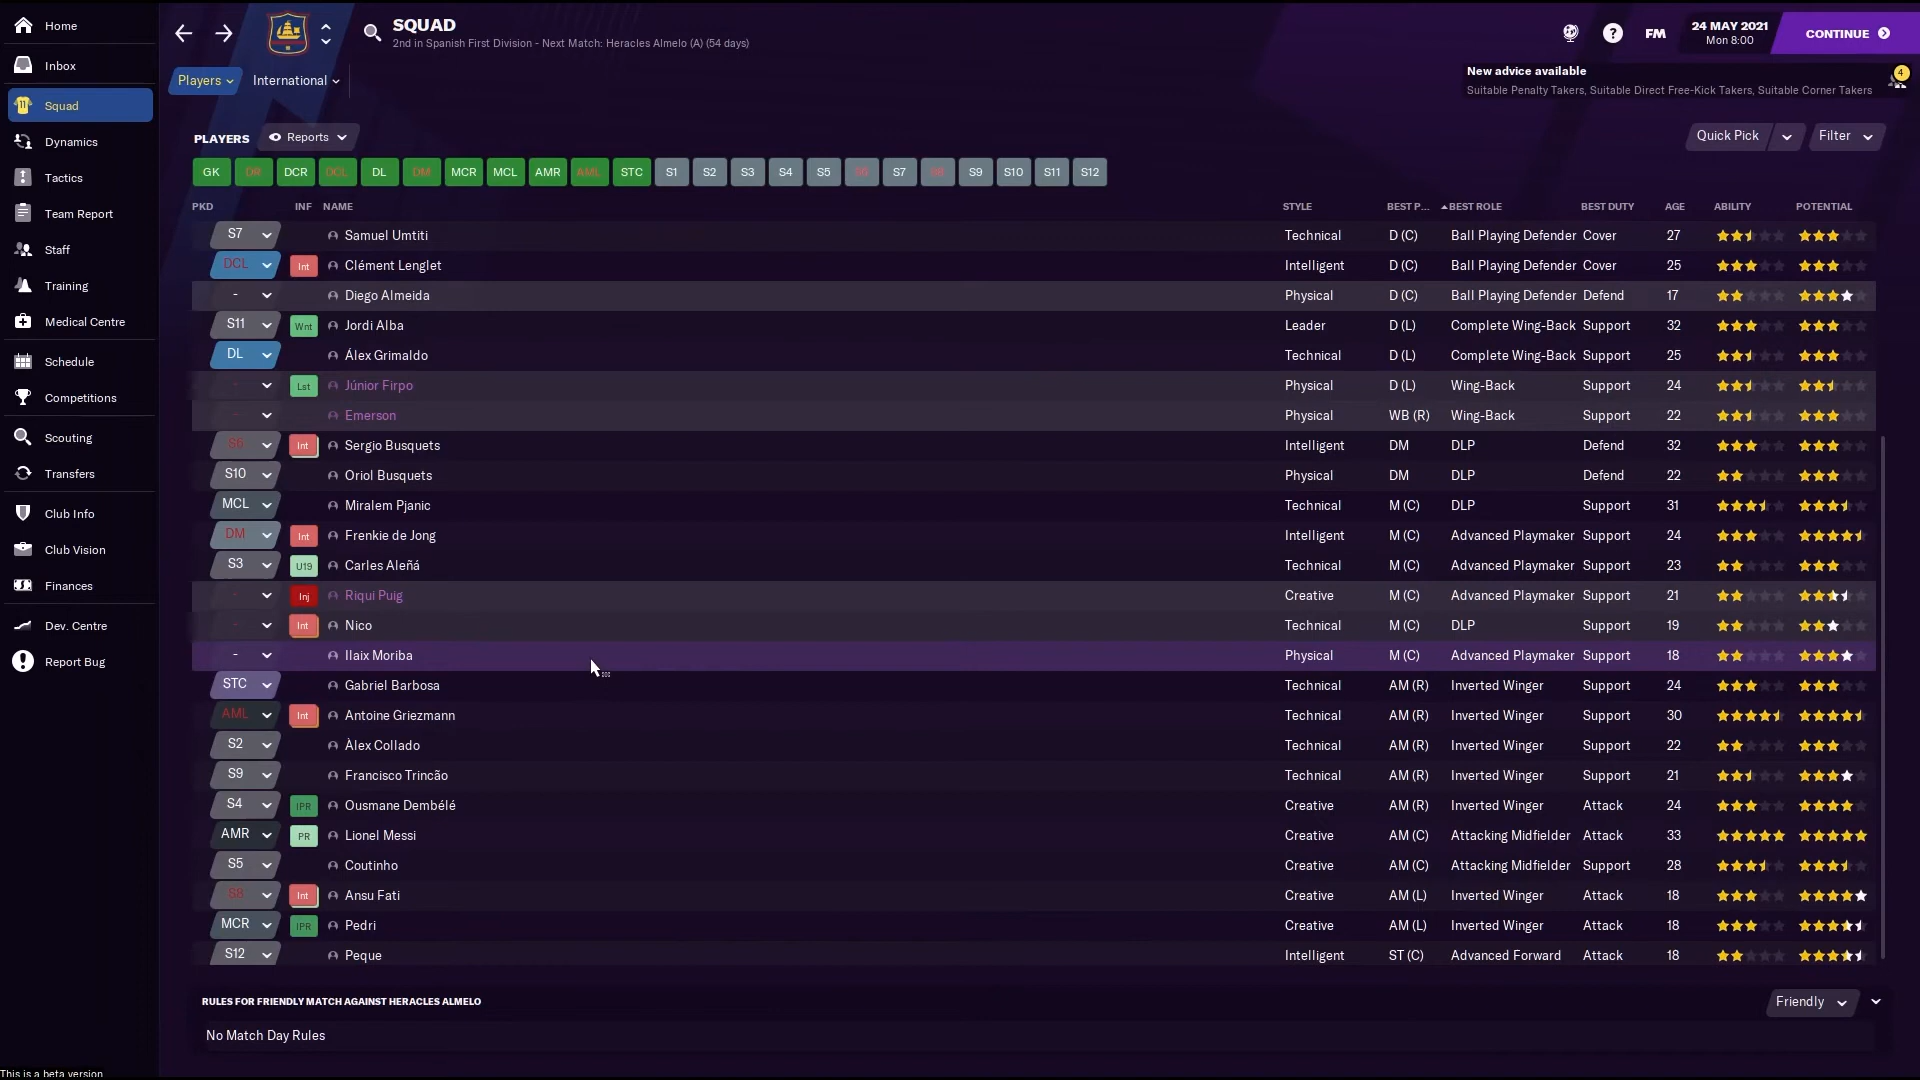 Home
Inbox
Squad
Dynamics
Tactics
Team Report
Staff
Training
Medical Centre
Schedule
Competitions
Scouting
Transfers
Club Info
Club Vision
Finances
Dev. Centre
Report Bug
This is a beta version
SQUAD
2nd in Spanish First Division - Next Match: Heracles Almelo (A) (54 days)
FM
24 MAY 2021
Mon 8:00
CONTINUE
Players International
New advice available 4
Suitable Penalty Takers, Suitable Direct Free-Kick Takers, Suitable Corner Takers
PLAYERS Reports Quick Pick Filter
GK DR DCR DCL DL DM MCR MCL AMR AML STC S1 S2 S3 S4 S5 S6 S7 S8 S9 S10 S11 S12
PKD INF NAME STYLE BEST P... BEST ROLE BEST DUTY AGE ABILITY POTENTIAL
S7 Samuel Umtiti Technical D (C) Ball Playing Defender Cover 27
DCL Int Clément Lenglet Intelligent D (C) Ball Playing Defender Cover 25
- Diego Almeida Physical D (C) Ball Playing Defender Defend 17
S11 Wnt Jordi Alba Leader D (L) Complete Wing-Back Support 32
DL Álex Grimaldo Technical D (L) Complete Wing-Back Support 25
- Lst Júnior Firpo Physical D (L) Wing-Back Support 24
- Emerson Physical WB (R) Wing-Back Support 22
S6 Int Sergio Busquets Intelligent DM DLP Defend 32
S10 Oriol Busquets Physical DM DLP Defend 22
MCL Miralem Pjanic Technical M (C) DLP Support 31
DM Int Frenkie de Jong Intelligent M (C) Advanced Playmaker Support 24
S3 U19 Carles Aleñá Technical M (C) Advanced Playmaker Support 23
- Inj Riqui Puig Creative M (C) Advanced Playmaker Support 21
- Int Nico Technical M (C) DLP Support 19
- Ilaix Moriba Physical M (C) Advanced Playmaker Support 18
STC Gabriel Barbosa Technical AM (R) Inverted Winger Support 24
AML Int Antoine Griezmann Technical AM (R) Inverted Winger Support 30
S2 Àlex Collado Technical AM (R) Inverted Winger Support 22
S9 Francisco Trincão Technical AM (R) Inverted Winger Support 21
S4 IPR Ousmane Dembélé Creative AM (R) Inverted Winger Attack 24
AMR PR Lionel Messi Creative AM (C) Attacking Midfielder Attack 33
S5 Coutinho Creative AM (C) Attacking Midfielder Support 28
S8 Int Ansu Fati Creative AM (L) Inverted Winger Attack 18
MCR IPR Pedri Creative AM (L) Inverted Winger Attack 18
S12 Peque Intelligent ST (C) Advanced Forward Attack 18
RULES FOR FRIENDLY MATCH AGAINST HERACLES ALMELO Friendly
No Match Day Rules